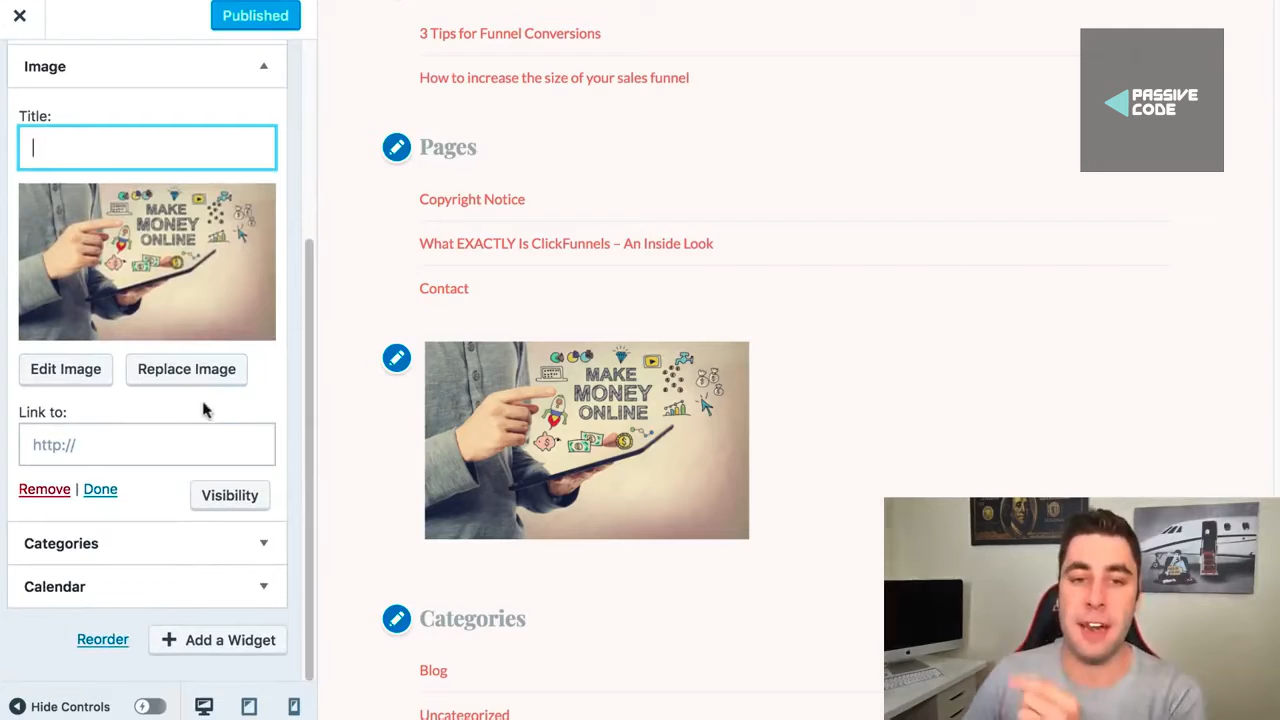 Published
3 Tips for Funnel Conversions
Image
How to increase the size of your sales funnel
PASSIVE
CODE
Title:
Pages
Copyright Notice
MAKE
MONEY
ONLINE
What EXACTLY Is ClickFunnels – An Inside Look
Contact
Edit Image
Replace Image
MAKE
MONEY
ONLINE
Link to:
http://
Remove | Done
Visibility
Categories
Calendar
Categories
Reorder
Add a Widget
Blog
Hide Controls
Uncategorized